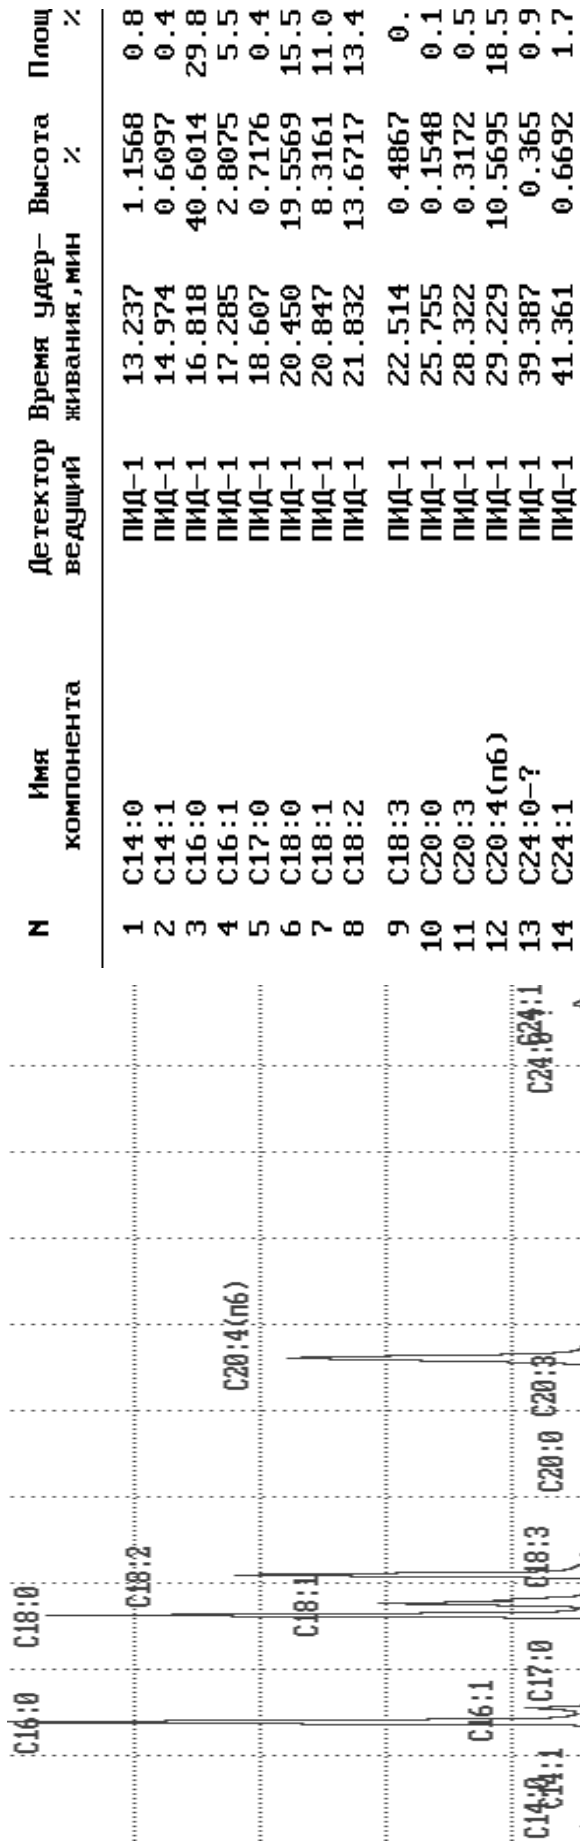 N Имя Детектор Время удер- Высота Площ
компонента ведущий живания,мин % %
1 C14:0 ПИД-1 13.237 1.1568 0.8
2 C14:1 ПИД-1 14.974 0.6097 0.4
3 C16:0 ПИД-1 16.818 40.6014 29.8
4 C16:1 ПИД-1 17.285 2.8075 5.5
5 C17:0 ПИД-1 18.607 0.7176 0.4
6 C18:0 ПИД-1 20.450 19.5569 15.5
7 C18:1 ПИД-1 20.847 8.3161 11.0
8 C18:2 ПИД-1 21.832 13.6717 13.4
9 C18:3 ПИД-1 22.514 0.4867 0.
10 C20:0 ПИД-1 25.755 0.1548 0.1
11 C20:3 ПИД-1 28.322 0.3172 0.5
12 C20:4(п6) ПИД-1 29.229 10.5695 18.5
13 C24:0-? ПИД-1 39.387 0.365 0.9
14 C24:1 ПИД-1 41.361 1.6692 1.7
C16:0 C18:0
C18:2
C20:4(п6)
C18:1
C16:1
C14:0 C17:0 C18:3 C20:0 C20:3 C24:0-? C24:1
C14:1